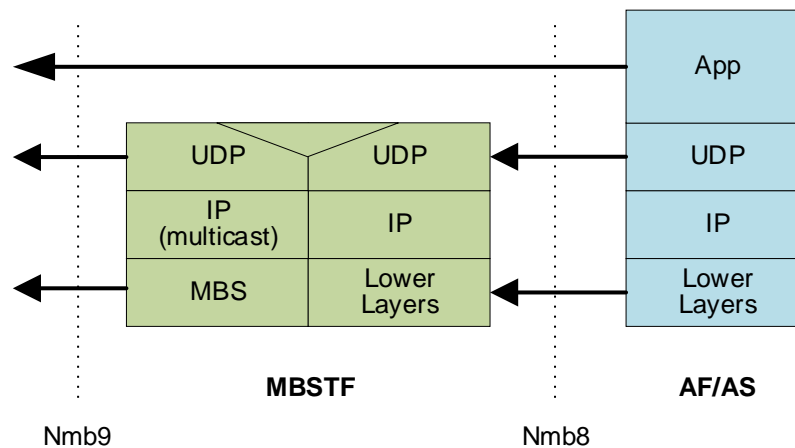 App
UDP
UDP
UDP
IP
(multicast)
IP
IP
MBS
Lower
Layers
Lower
Layers
MBSTF
AF/AS
Nmb9
Nmb8